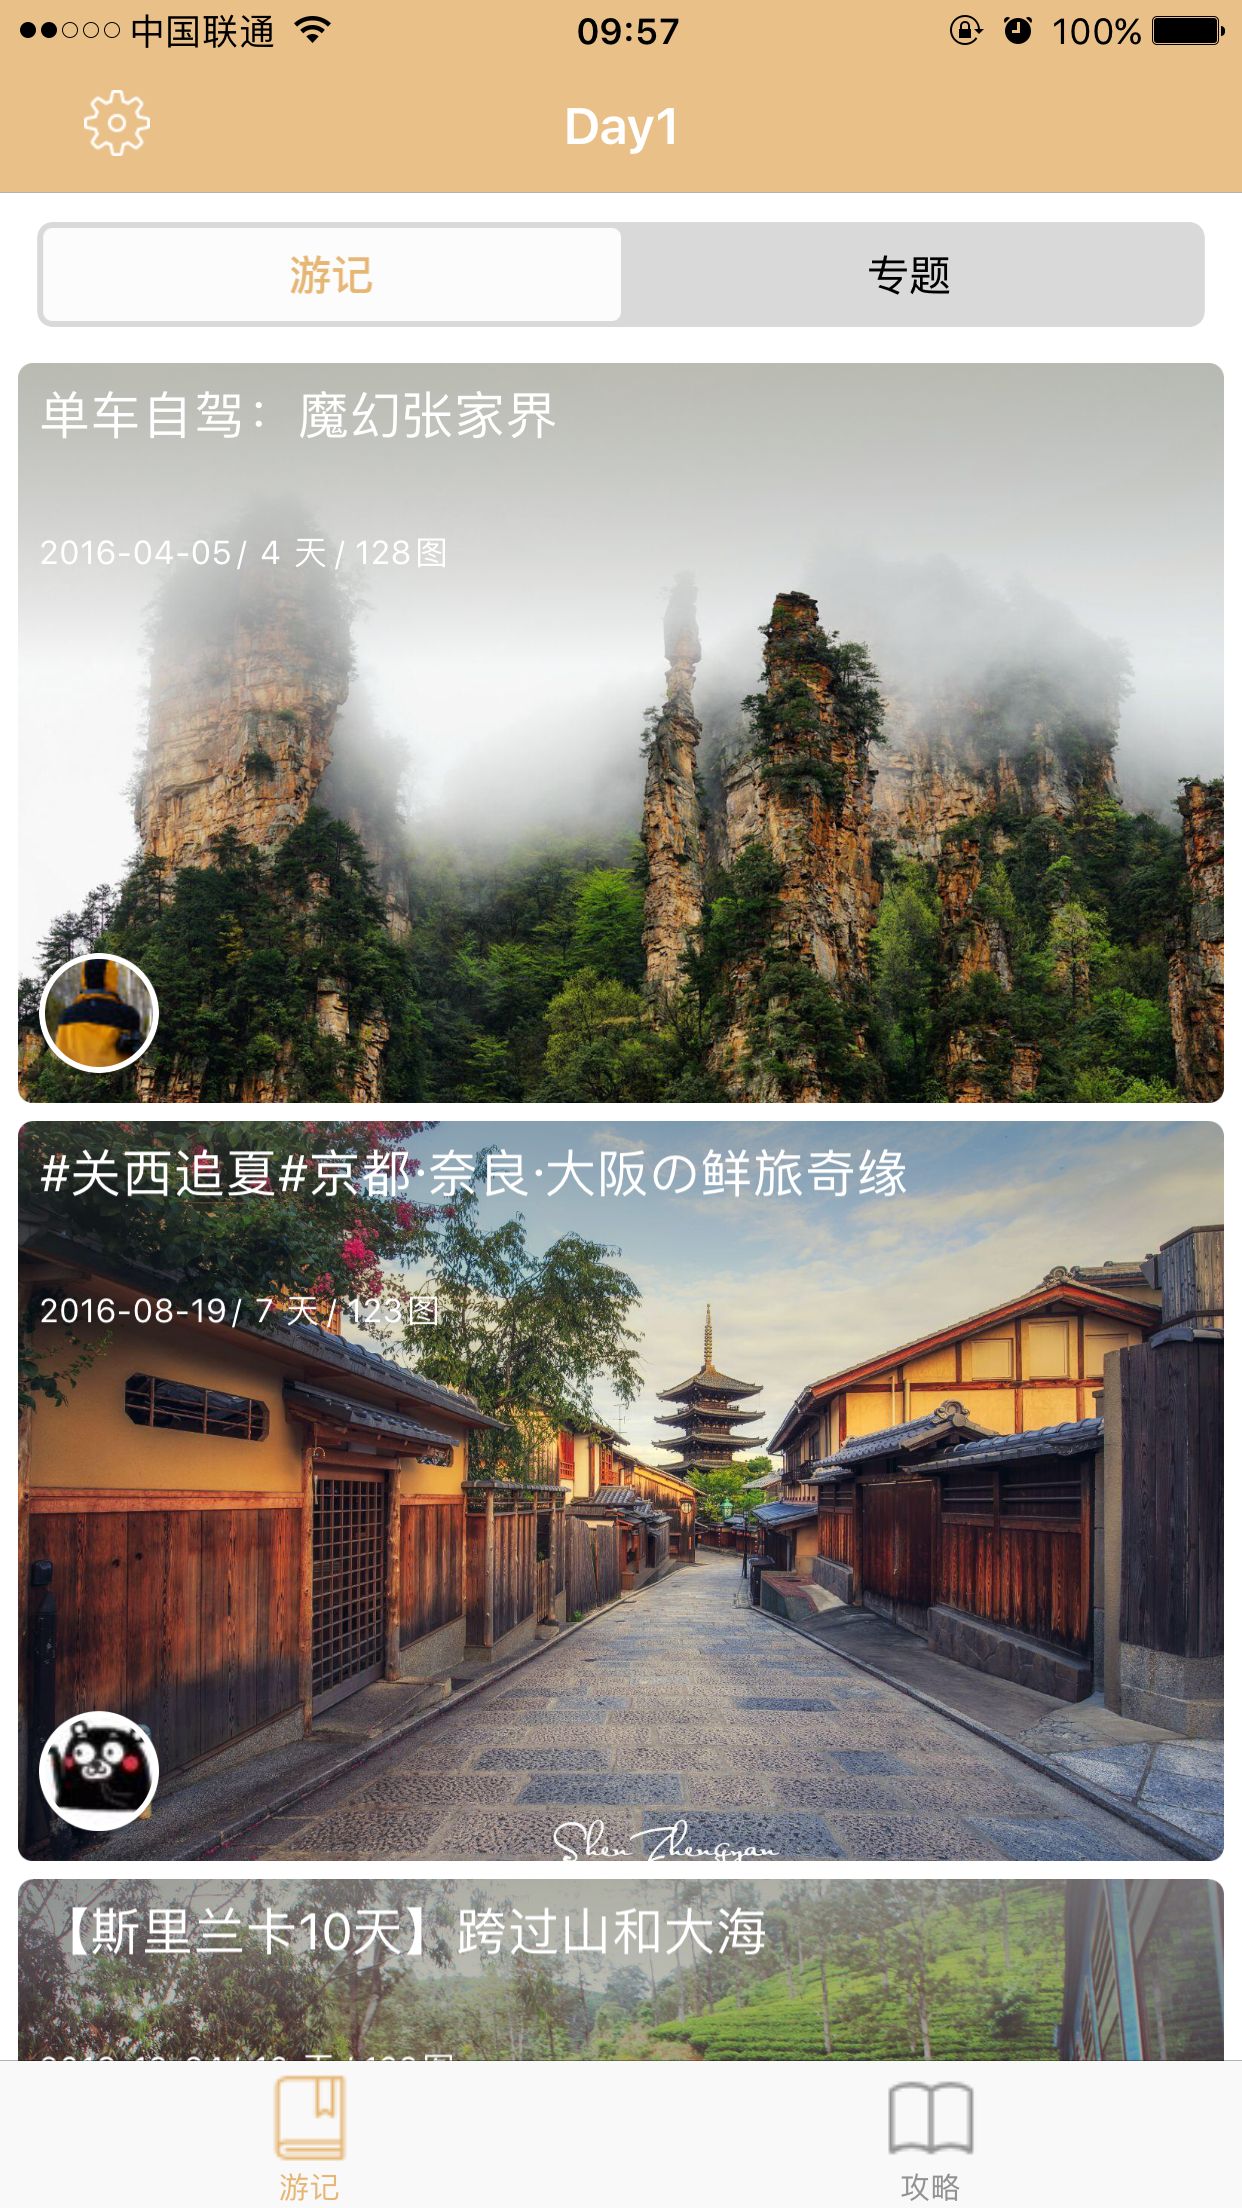 中国联通 09:57 100%
Day1
游记 专题
单车自驾：魔幻张家界
2016-04-05/ 4 天 / 128图
#关西追夏#京都·奈良·大阪の鲜旅奇缘
2016-08-19/ 7 天 / 123图
Shen Zhengyan
【斯里兰卡10天】跨过山和大海
游记 攻略